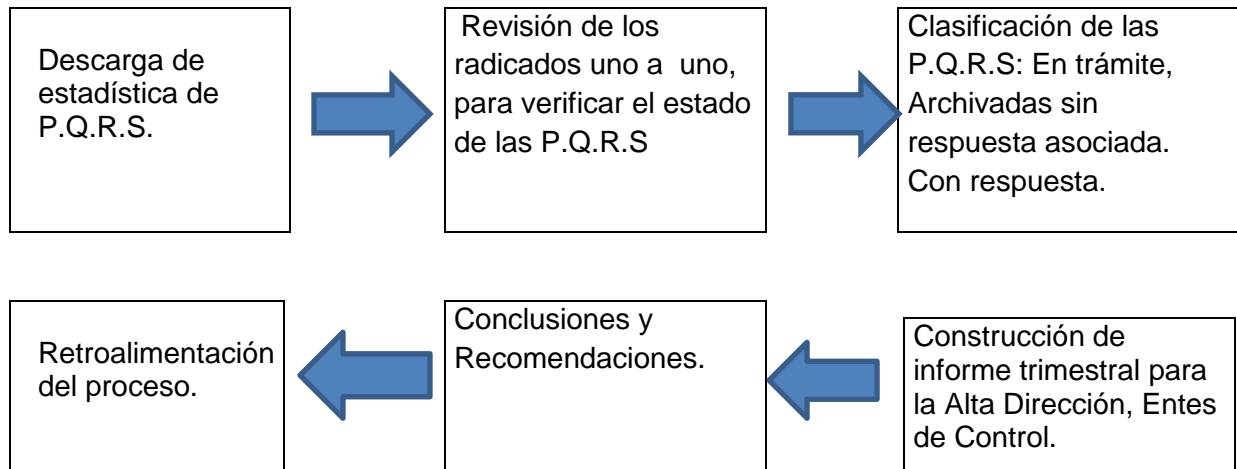 Descarga de
estadística de
P.Q.R.S.
Revisión de los
radicados uno a uno,
para verificar el estado
de las P.Q.R.S
Clasificación de las
P.Q.R.S: En trámite,
Archivadas sin
respuesta asociada.
Con respuesta.
Construcción de
informe trimestral para
la Alta Dirección, Entes
de Control.
Conclusiones y
Recomendaciones.
Retroalimentación
del proceso.